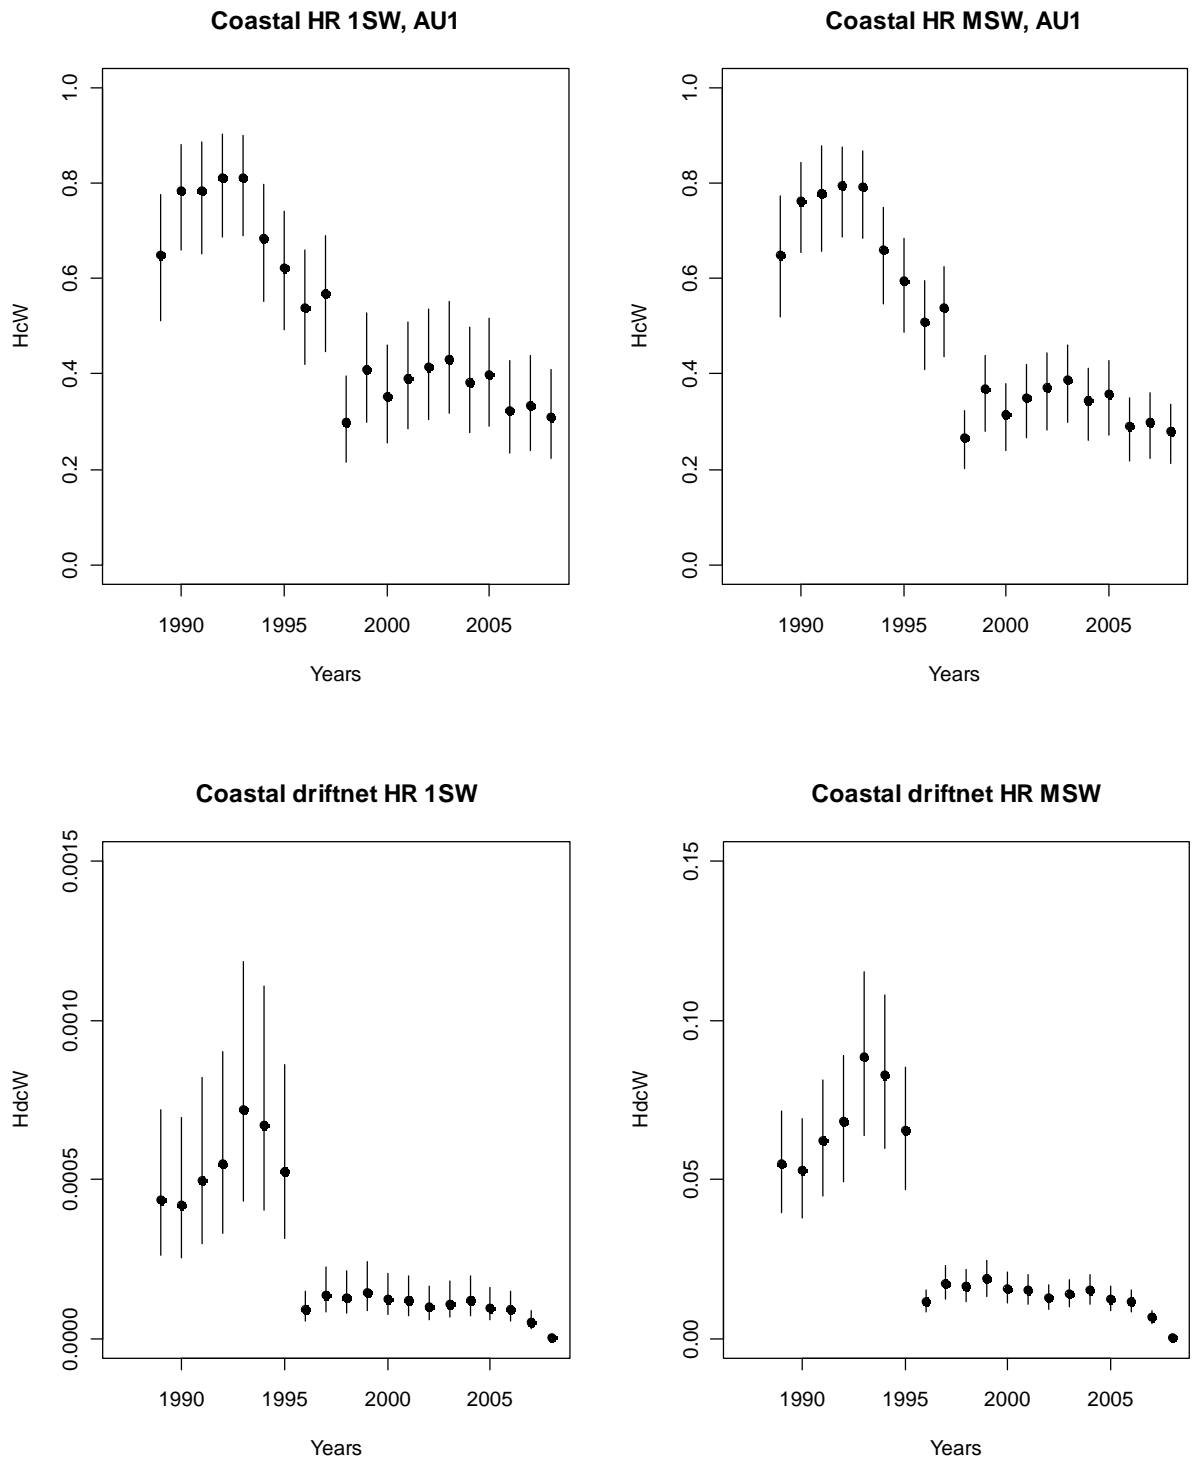 Coastal HR 1SW, AU1
HcW
1.0
0.8
0.6
0.4
0.2
0.0
1990 1995 2000 2005
Years
Coastal HR MSW, AU1
HcW
1.0
0.8
0.6
0.4
0.2
0.0
1990 1995 2000 2005
Years
Coastal driftnet HR 1SW
HdcW
0.0015
0.0010
0.0005
0.0000
1990 1995 2000 2005
Years
Coastal driftnet HR MSW
HdcW
0.15
0.10
0.05
0.00
1990 1995 2000 2005
Years